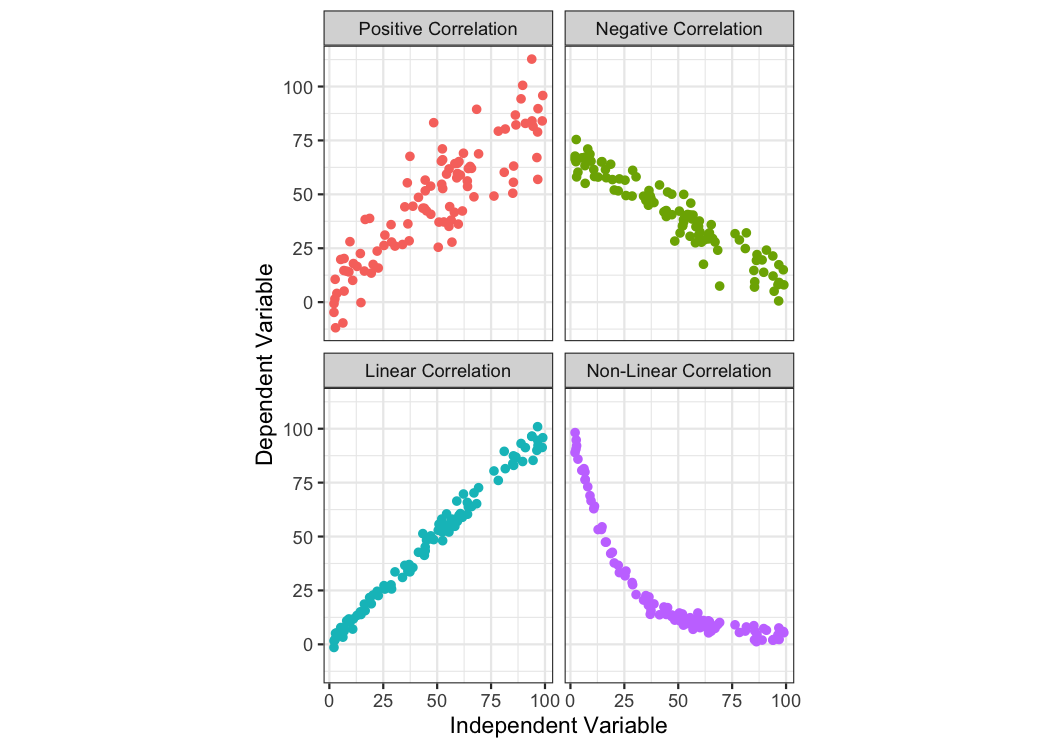 Positive Correlation
Negative Correlation
100
75
50
25
0
Linear Correlation
Non-Linear Correlation
100
75
50
25
0
0 25 50 75 100
0 25 50 75 100
Dependent Variable
Independent Variable